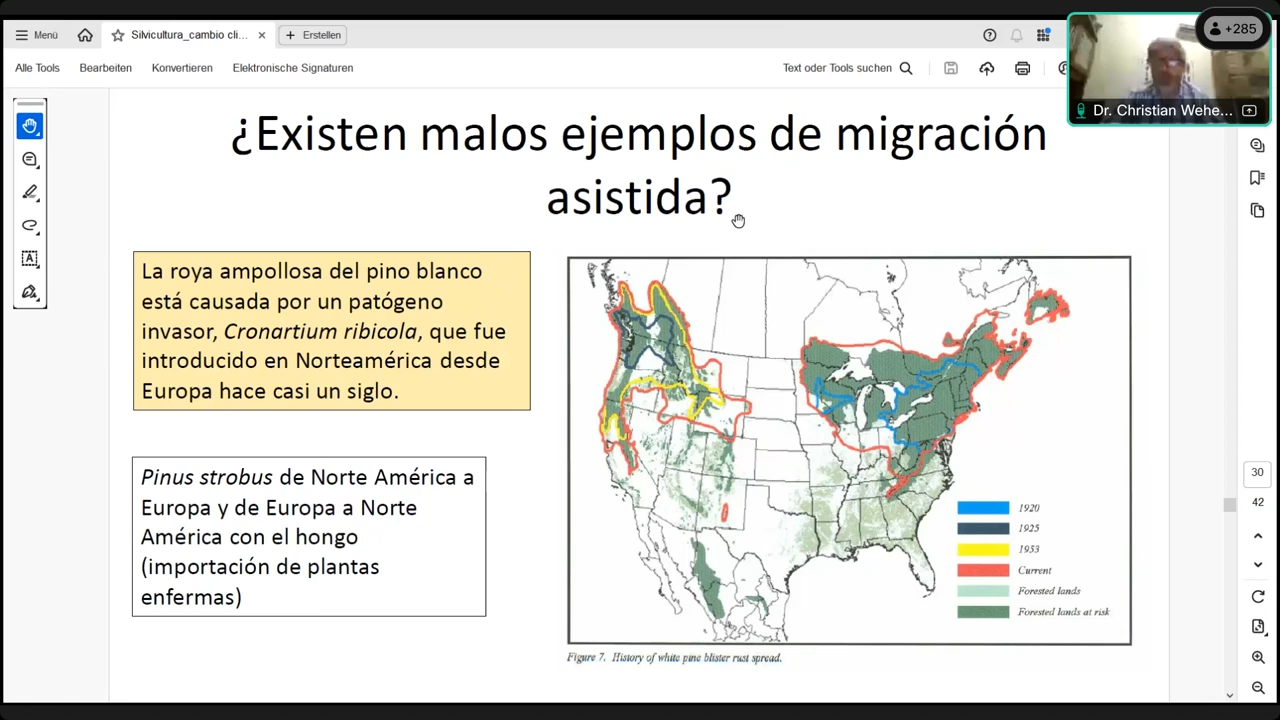 Menü
Silvicultura_cambio cli...
Erstellen
+285
Alle Tools
Bearbeiten
Konvertieren
Elektronische Signaturen
Text oder Tools suchen
Dr. Christian Wehe...
¿Existen malos ejemplos de migración
asistida?
La roya ampollosa del pino blanco
está causada por un patógeno
invasor, Cronartium ribicola, que fue
introducido en Norteamérica desde
Europa hace casi un siglo.
Pinus strobus de Norte América a
Europa y de Europa a Norte
América con el hongo
(importación de plantas
enfermas)
1920
1925
1953
Current
Forested lands
Forested lands at risk
Figure 7. History of white pine blister rust spread.
30
42